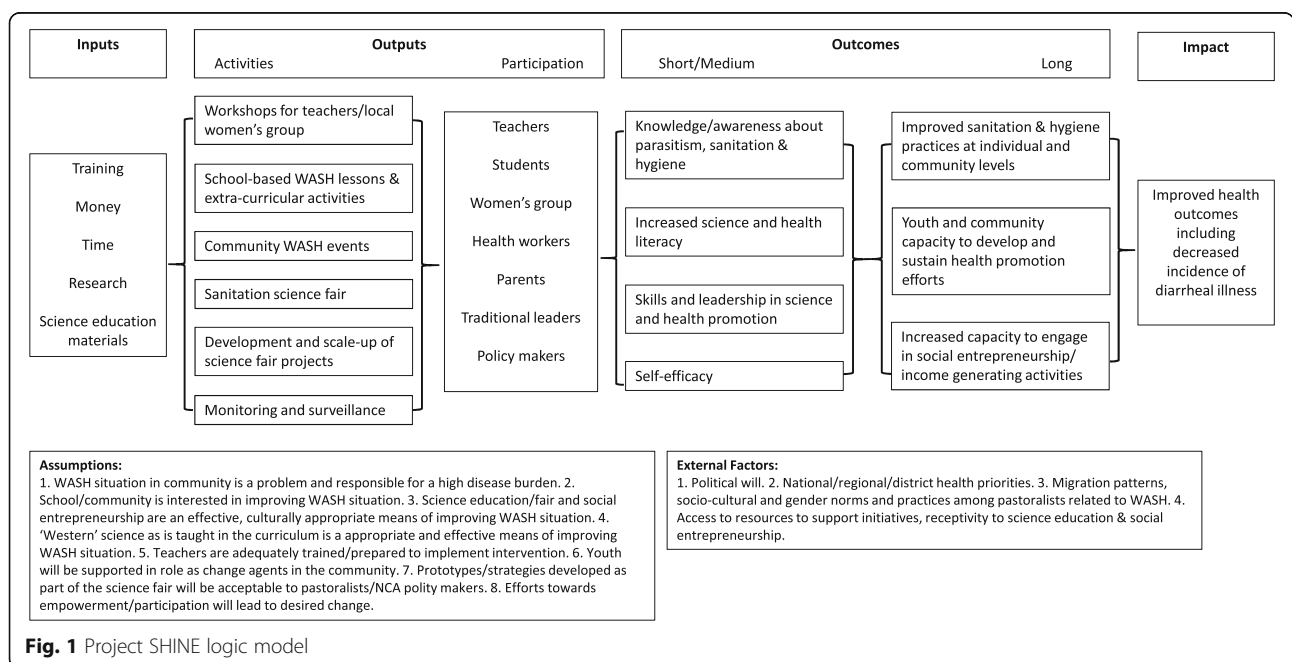 Inputs
Outputs
Activities
Participation
Outcomes
Short/Medium
Long
Impact
Training
Money
Time
Research
Science education
materials
Workshops for teachers/local
women's group
School-based WASH lessons &
extra-curricular activities
Community WASH events
Sanitation science fair
Development and scale-up of
science fair projects
Monitoring and surveillance
Teachers
Students
Women's group
Health workers
Parents
Traditional leaders
Policy makers
Knowledge/awareness about
parasitism, sanitation &
hygiene
Increased science and health
literacy
Skills and leadership in science
and health promotion
Self-efficacy
Improved sanitation & hygiene
practices at individual and
community levels
Youth and community
capacity to develop and
sustain health promotion
efforts
Increased capacity to engage
in social entrepreneurship/
income generating activities
Improved health
outcomes
including
decreased
incidence of
diarrheal illness
Assumptions:
1. WASH situation in community is a problem and responsible for a high disease burden. 2.
School/community is interested in improving WASH situation. 3. Science education/fair and social
entrepreneurship are an effective, culturally appropriate means of improving WASH situation. 4.
'Western' science as is taught in the curriculum is a appropriate and effective means of improving
WASH situation. 5. Teachers are adequately trained/prepared to implement intervention. 6. Youth
will be supported in role as change agents in the community. 7. Prototypes/strategies developed as
part of the science fair will be acceptable to pastoralists/NCA polity makers. 8. Efforts towards
empowerment/participation will lead to desired change.
External Factors:
1. Political will. 2. National/regional/district health priorities. 3. Migration patterns,
socio-cultural and gender norms and practices among pastoralists related to WASH. 4.
Access to resources to support initiatives, receptivity to science education & social
entrepreneurship.
Fig. 1 Project SHINE logic model